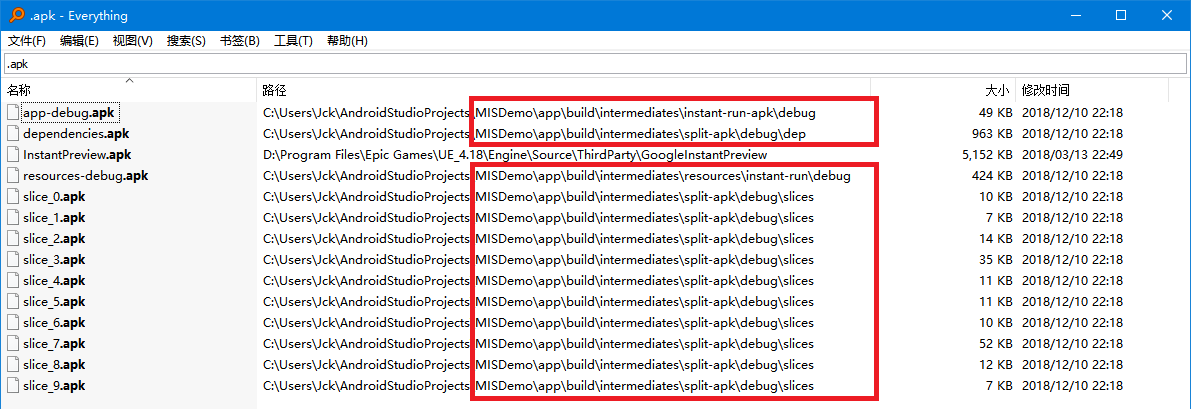 .apk - Everything
文件(F) 编辑(E) 视图(V) 搜索(S) 书签(B) 工具(T) 帮助(H)
.apk
名称 路径 大小 修改时间
app-debug.apk C:\Users\Jck\AndroidStudioProjects\MISDemo\app\build\intermediates\instant-run-apk\debug 49 KB 2018/12/10 22:18
dependencies.apk C:\Users\Jck\AndroidStudioProjects\MISDemo\app\build\intermediates\split-apk\debug\dep 963 KB 2018/12/10 22:18
InstantPreview.apk D:\Program Files\Epic Games\UE_4.18\Engine\Source\ThirdParty\GoogleInstantPreview 5,152 KB 2018/03/13 22:49
resources-debug.apk C:\Users\Jck\AndroidStudioProjects\MISDemo\app\build\intermediates\resources\instant-run\debug 424 KB 2018/12/10 22:18
slice_0.apk C:\Users\Jck\AndroidStudioProjects\MISDemo\app\build\intermediates\split-apk\debug\slices 10 KB 2018/12/10 22:18
slice_1.apk C:\Users\Jck\AndroidStudioProjects\MISDemo\app\build\intermediates\split-apk\debug\slices 7 KB 2018/12/10 22:18
slice_2.apk C:\Users\Jck\AndroidStudioProjects\MISDemo\app\build\intermediates\split-apk\debug\slices 14 KB 2018/12/10 22:18
slice_3.apk C:\Users\Jck\AndroidStudioProjects\MISDemo\app\build\intermediates\split-apk\debug\slices 35 KB 2018/12/10 22:18
slice_4.apk C:\Users\Jck\AndroidStudioProjects\MISDemo\app\build\intermediates\split-apk\debug\slices 11 KB 2018/12/10 22:18
slice_5.apk C:\Users\Jck\AndroidStudioProjects\MISDemo\app\build\intermediates\split-apk\debug\slices 11 KB 2018/12/10 22:18
slice_6.apk C:\Users\Jck\AndroidStudioProjects\MISDemo\app\build\intermediates\split-apk\debug\slices 10 KB 2018/12/10 22:18
slice_7.apk C:\Users\Jck\AndroidStudioProjects\MISDemo\app\build\intermediates\split-apk\debug\slices 52 KB 2018/12/10 22:18
slice_8.apk C:\Users\Jck\AndroidStudioProjects\MISDemo\app\build\intermediates\split-apk\debug\slices 12 KB 2018/12/10 22:18
slice_9.apk C:\Users\Jck\AndroidStudioProjects\MISDemo\app\build\intermediates\split-apk\debug\slices 7 KB 2018/12/10 22:18